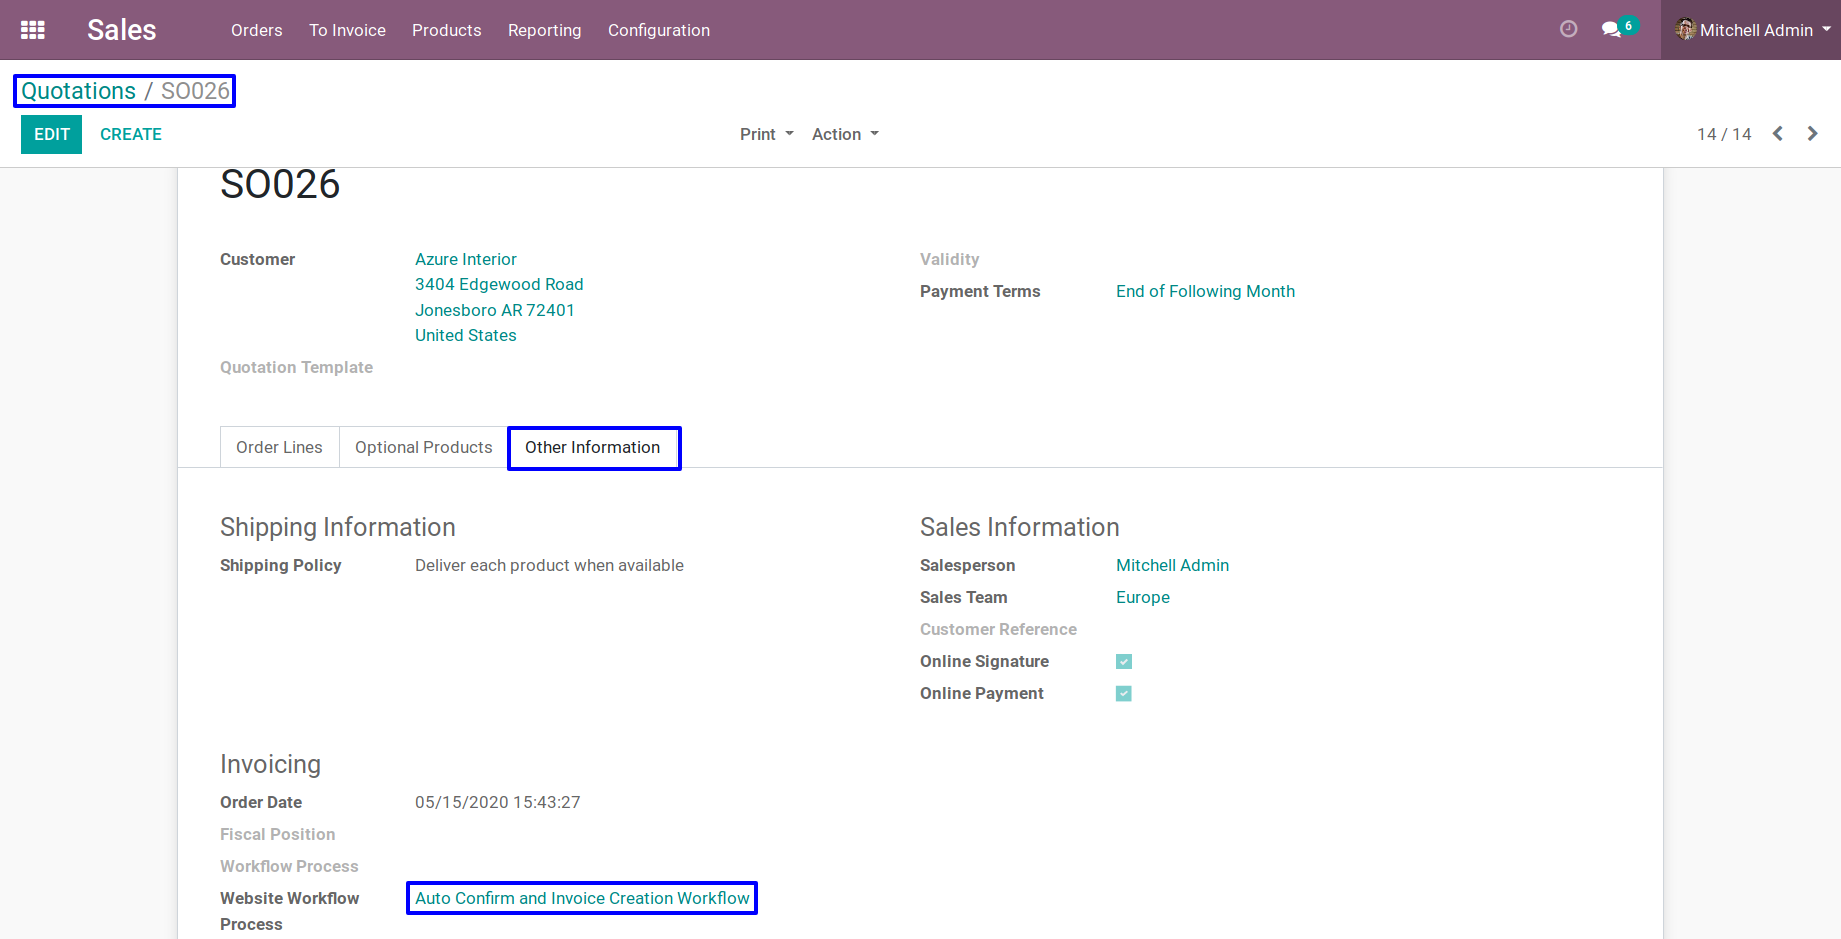 Sales Orders To Invoice Products Reporting Configuration 6 Mitchell Admin
Quotations / SO026
EDIT CREATE Print Action 14 / 14
SO026
Customer Azure Interior Validity
3404 Edgewood Road Payment Terms End of Following Month
Jonesboro AR 72401
United States
Quotation Template
Order Lines Optional Products Other Information
Shipping Information Sales Information
Shipping Policy Deliver each product when available Salesperson Mitchell Admin
Sales Team Europe
Customer Reference
Online Signature
Online Payment
Invoicing
Order Date 05/15/2020 15:43:27
Fiscal Position
Workflow Process
Website Workflow Auto Confirm and Invoice Creation Workflow
Process